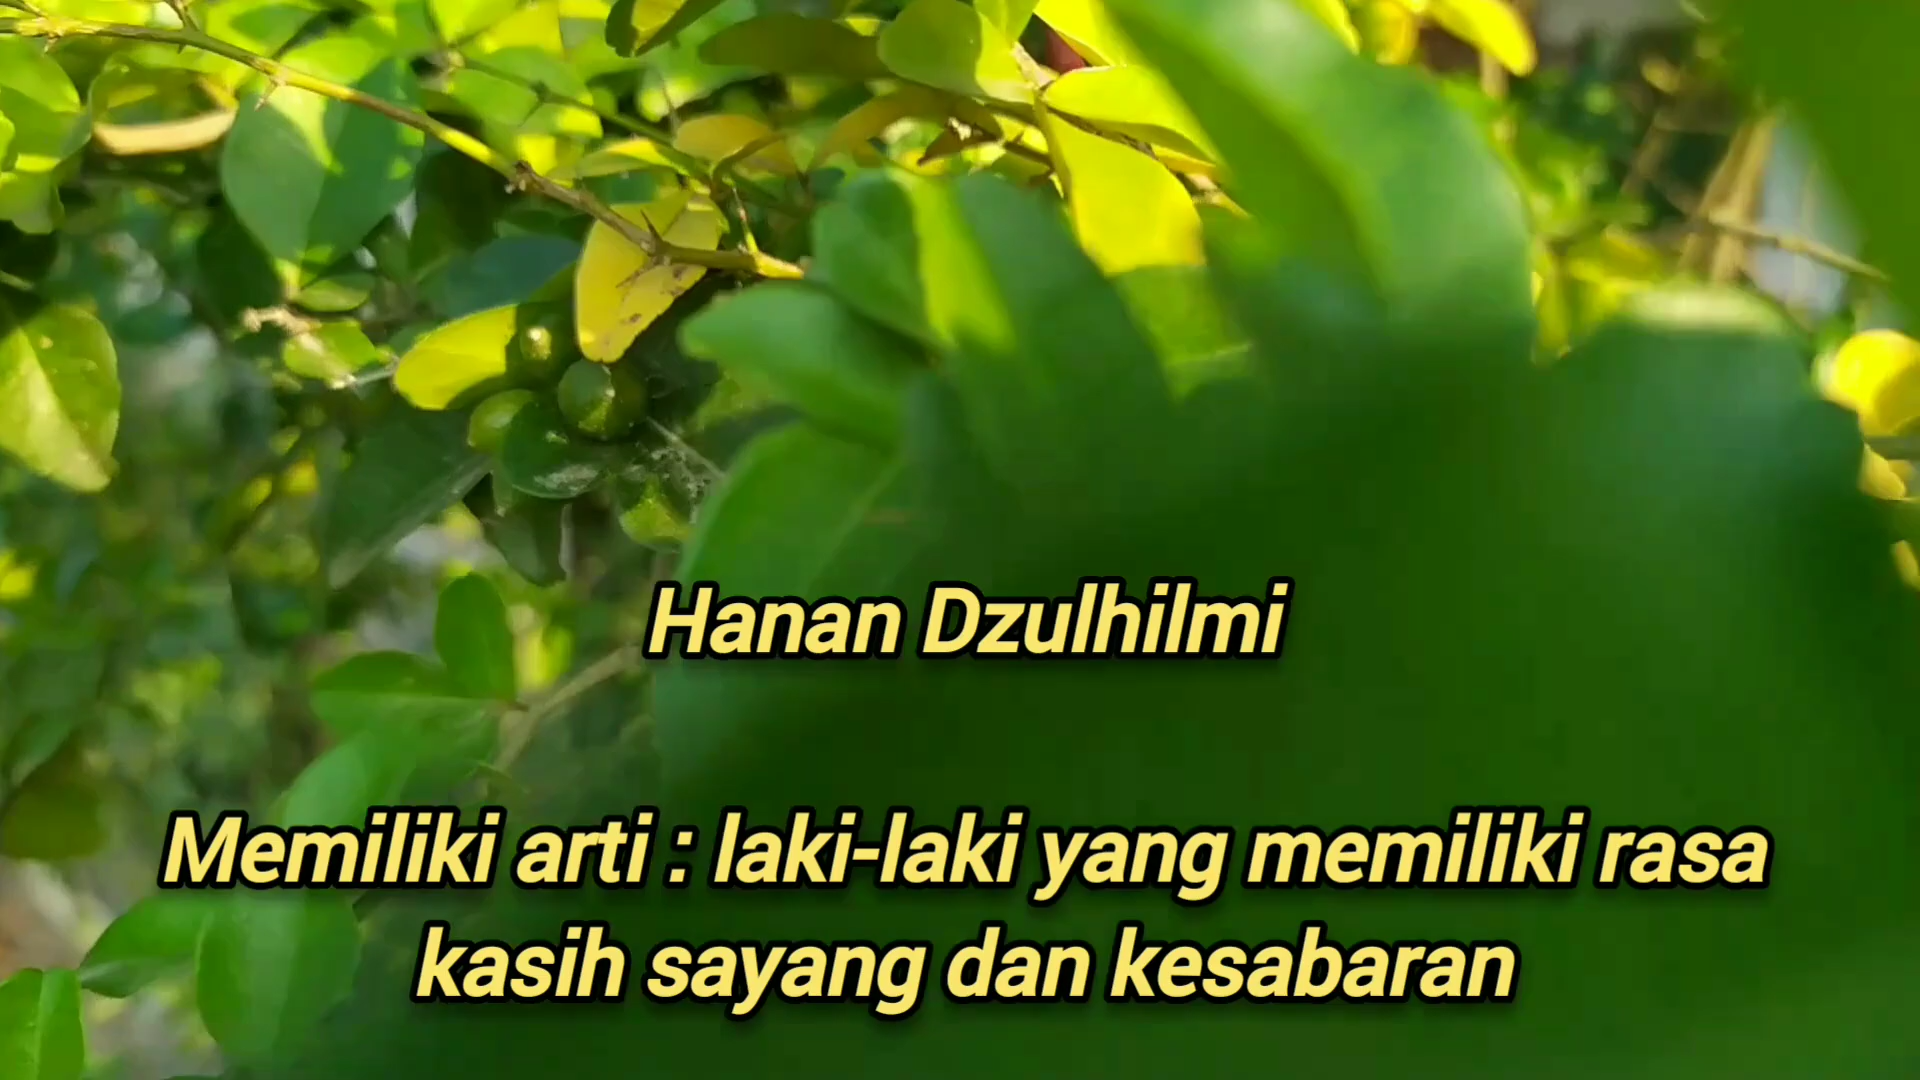 Hanan Dzulhilmi
Memiliki arti : laki-laki yang memiliki rasa
kasih sayang dan kesabaran